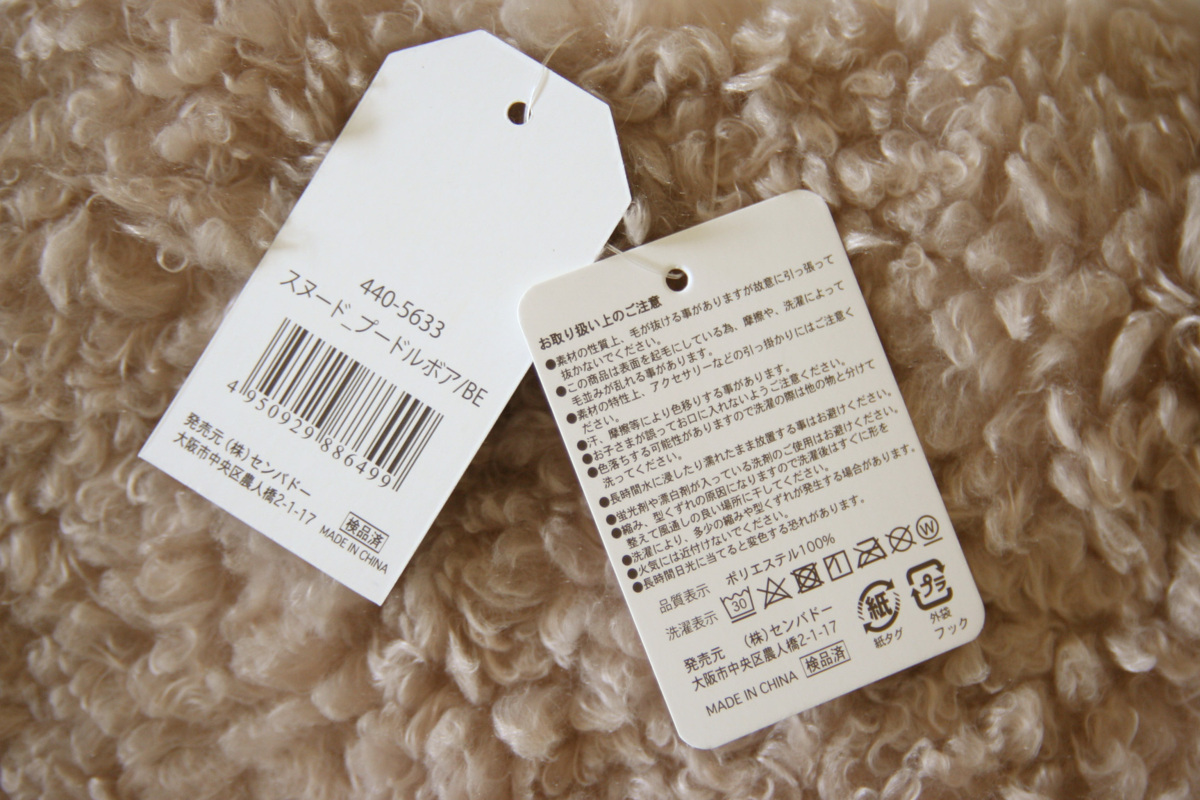 440-5633
スヌード_プードルボア/BE
4 950929 886499
発売元 (株)センバドー
大阪市中央区農人橋2-1-17
検品済
MADE IN CHINA
お取り扱い上のご注意
●素材の性質上、毛が抜ける事がありますが故意に引っ張って
抜かないでください。
●この商品は表面を起毛にしている為、摩擦や、洗濯によって
毛並みが乱れる事があります。
●素材の特性上、アクセサリーなどの引っ掛かりにはご注意く
ださい。
●汗、摩擦等により色移りする事があります。
●お子さまが誤ってお口に入れないようご注意ください。
●色落ちする可能性がありますので洗濯の際は他の物と分けて
洗ってください。
●長時間水に浸したり濡れたまま放置する事はお避けください。
●蛍光剤や漂白剤が入っている洗剤のご使用はお避けください。
●縮み、型くずれの原因になりますので洗濯後はすぐに形を
整えて風通しの良い場所に干してください。
●洗濯により、多少の縮みや型くずれが発生する場合があります。
●火気には近付けないでください。
●長時間日光に当てると変色する恐れがあります。
品質表示 ポリエステル100%
洗濯表示 30 W
発売元 (株)センバドー
大阪市中央区農人橋2-1-17
MADE IN CHINA 検品済
紙
紙タグ
プラ
外袋
フック